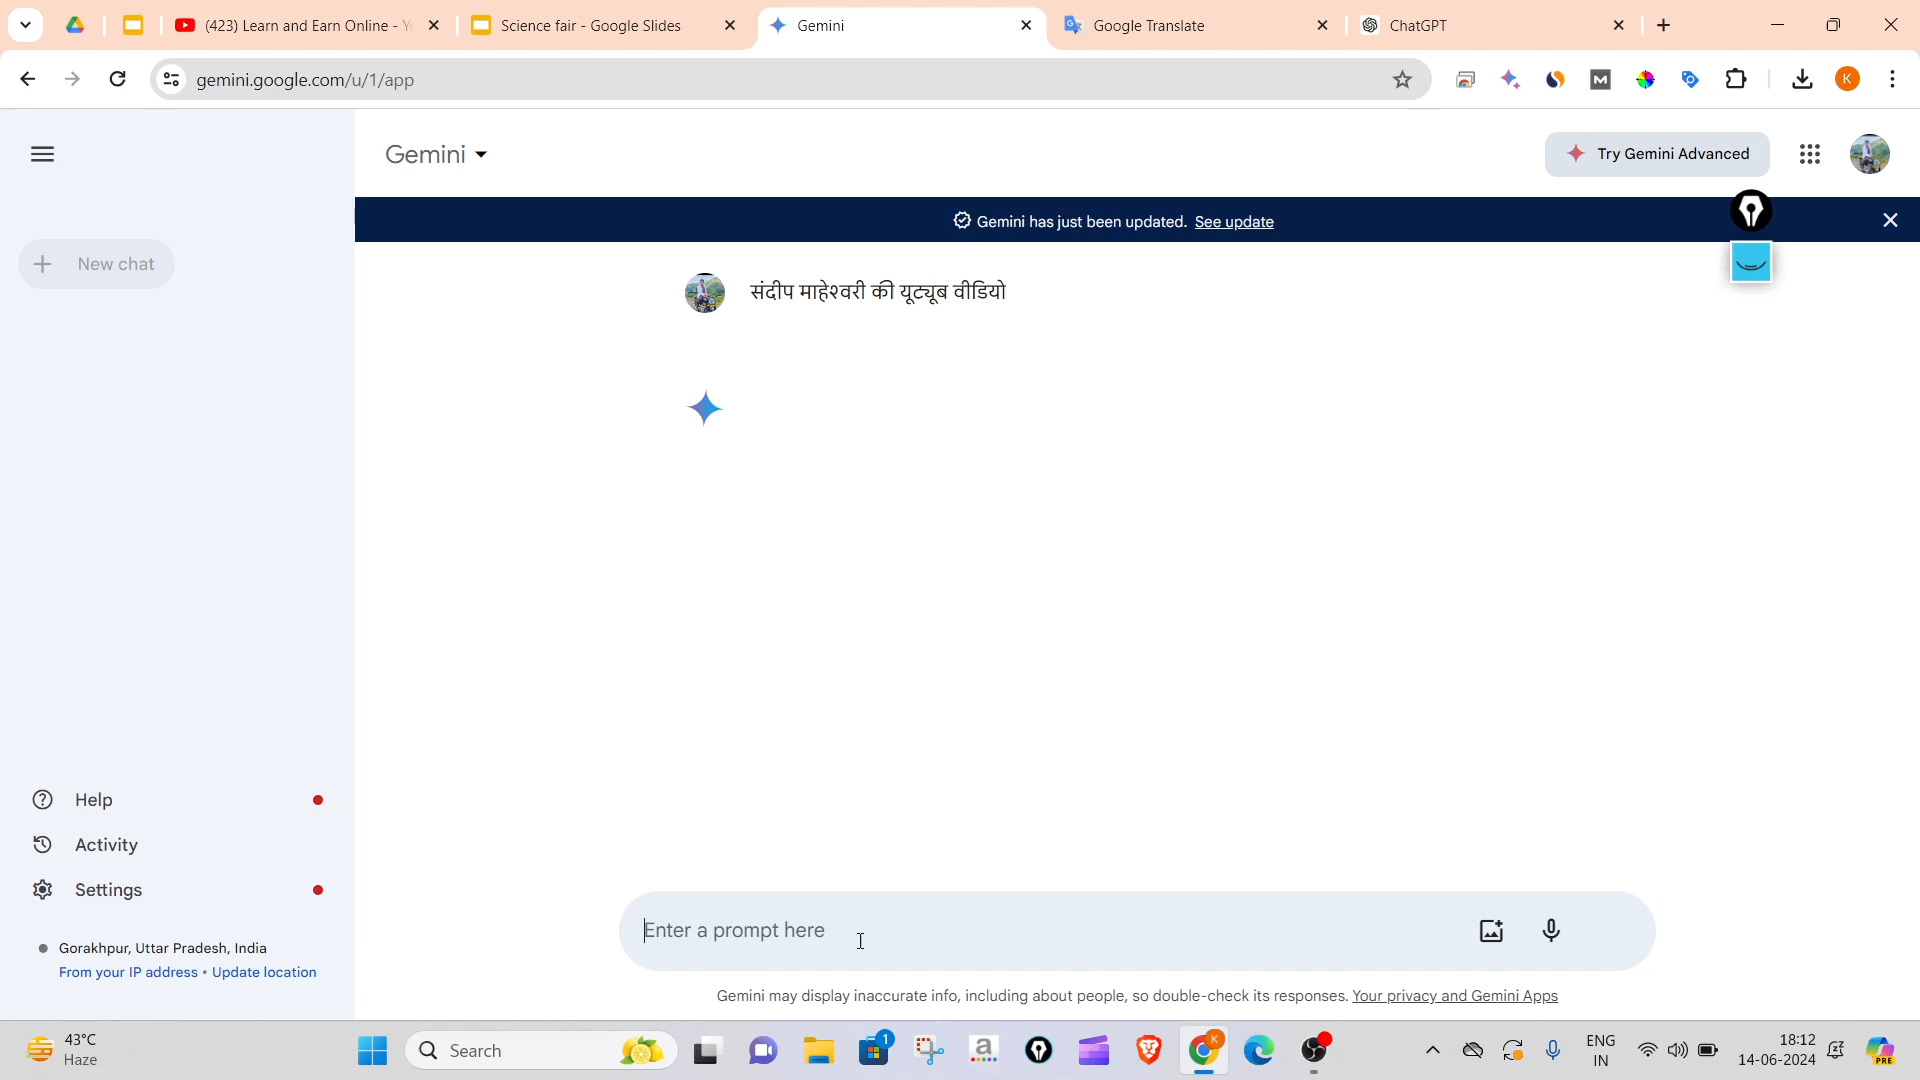 (423) Learn and Earn Online -
Science fair - Google Slides
Gemini
Google Translate
ChatGPT
gemini.google.com/u/1/app
K
Gemini
Try Gemini Advanced
Gemini has just been updated. See update
New chat
संदीप माहेश्वरी की यूट्यूब वीडियो
Help
Activity
Settings
Enter a prompt here
Gorakhpur, Uttar Pradesh, India
From your IP address • Update location
Gemini may display inaccurate info, including about people, so double-check its responses. Your privacy and Gemini Apps
43°C
Haze
Search
1
a
K
ENG
IN
18:12
14-06-2024
PRE